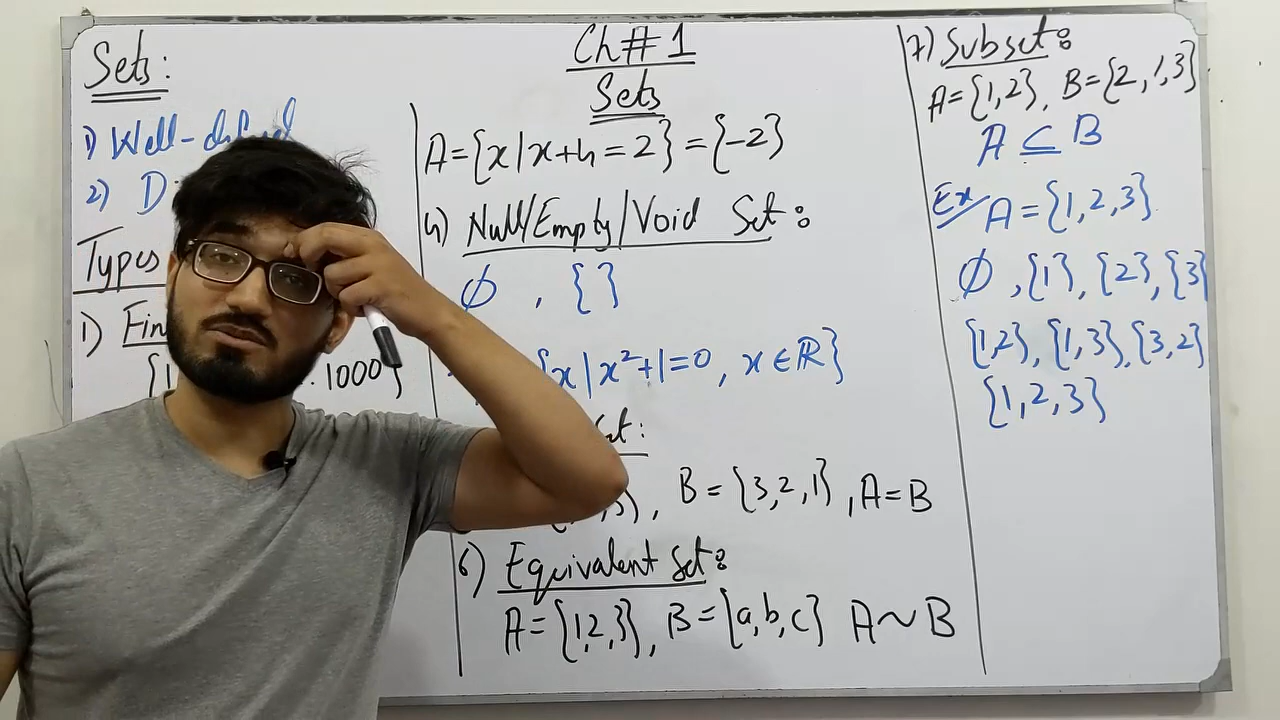 Sets:
1) Well-defined
2) D
Types
1) Fin
1000}
Ch# 1
Sets
A={x|x+4=2}={-2}
4) Null/Empty/Void Set:
∅ , { }
{x|x²+1=0, x∈ℝ}
Set:
, B={3,2,1} , A=B
6) Equivalent Set:
A={1,2,3}, B={a,b,c} A~B
7) Subset:
A={1,2}, B={2,1,3}
A ⊆ B
Ex A={1,2,3}
∅ ,{1}, {2}, {3}
{1,2}, {1,3}, {3,2}
{1,2,3}